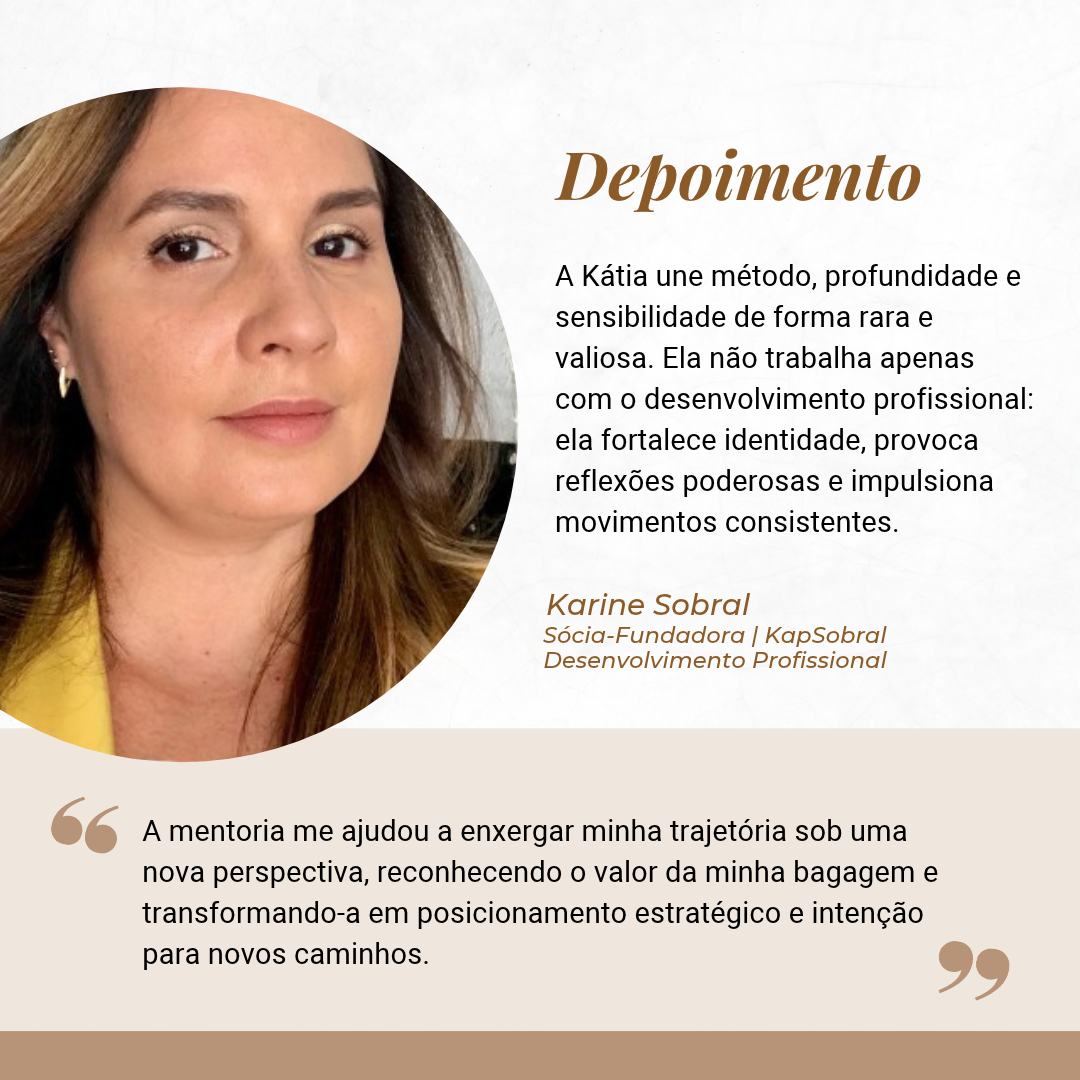 Depoimento
A Kátia une método, profundidade e
sensibilidade de forma rara e
valiosa. Ela não trabalha apenas
com o desenvolvimento profissional:
ela fortalece identidade, provoca
reflexões poderosas e impulsiona
movimentos consistentes.
Karine Sobral
Sócia-Fundadora | KapSobral
Desenvolvimento Profissional
“A mentoria me ajudou a enxergar minha trajetória sob uma
nova perspectiva, reconhecendo o valor da minha bagagem e
transformando-a em posicionamento estratégico e intenção
para novos caminhos.”